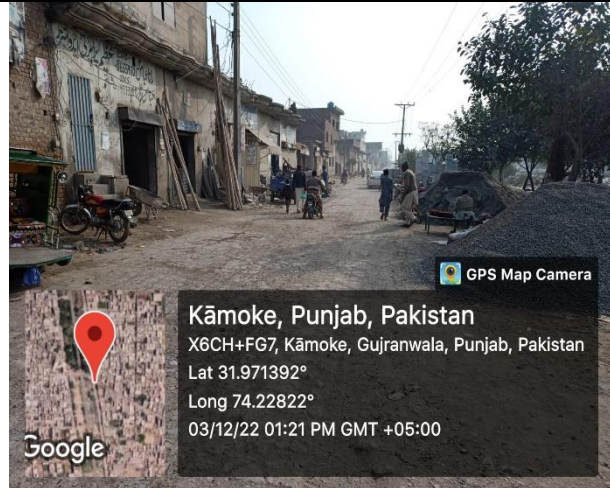 GPS Map Camera
Kāmoke, Punjab, Pakistan
X6CH+FG7, Kāmoke, Gujranwala, Punjab, Pakistan
Lat 31.971392°
Long 74.22822°
03/12/22 01:21 PM GMT +05:00
Google